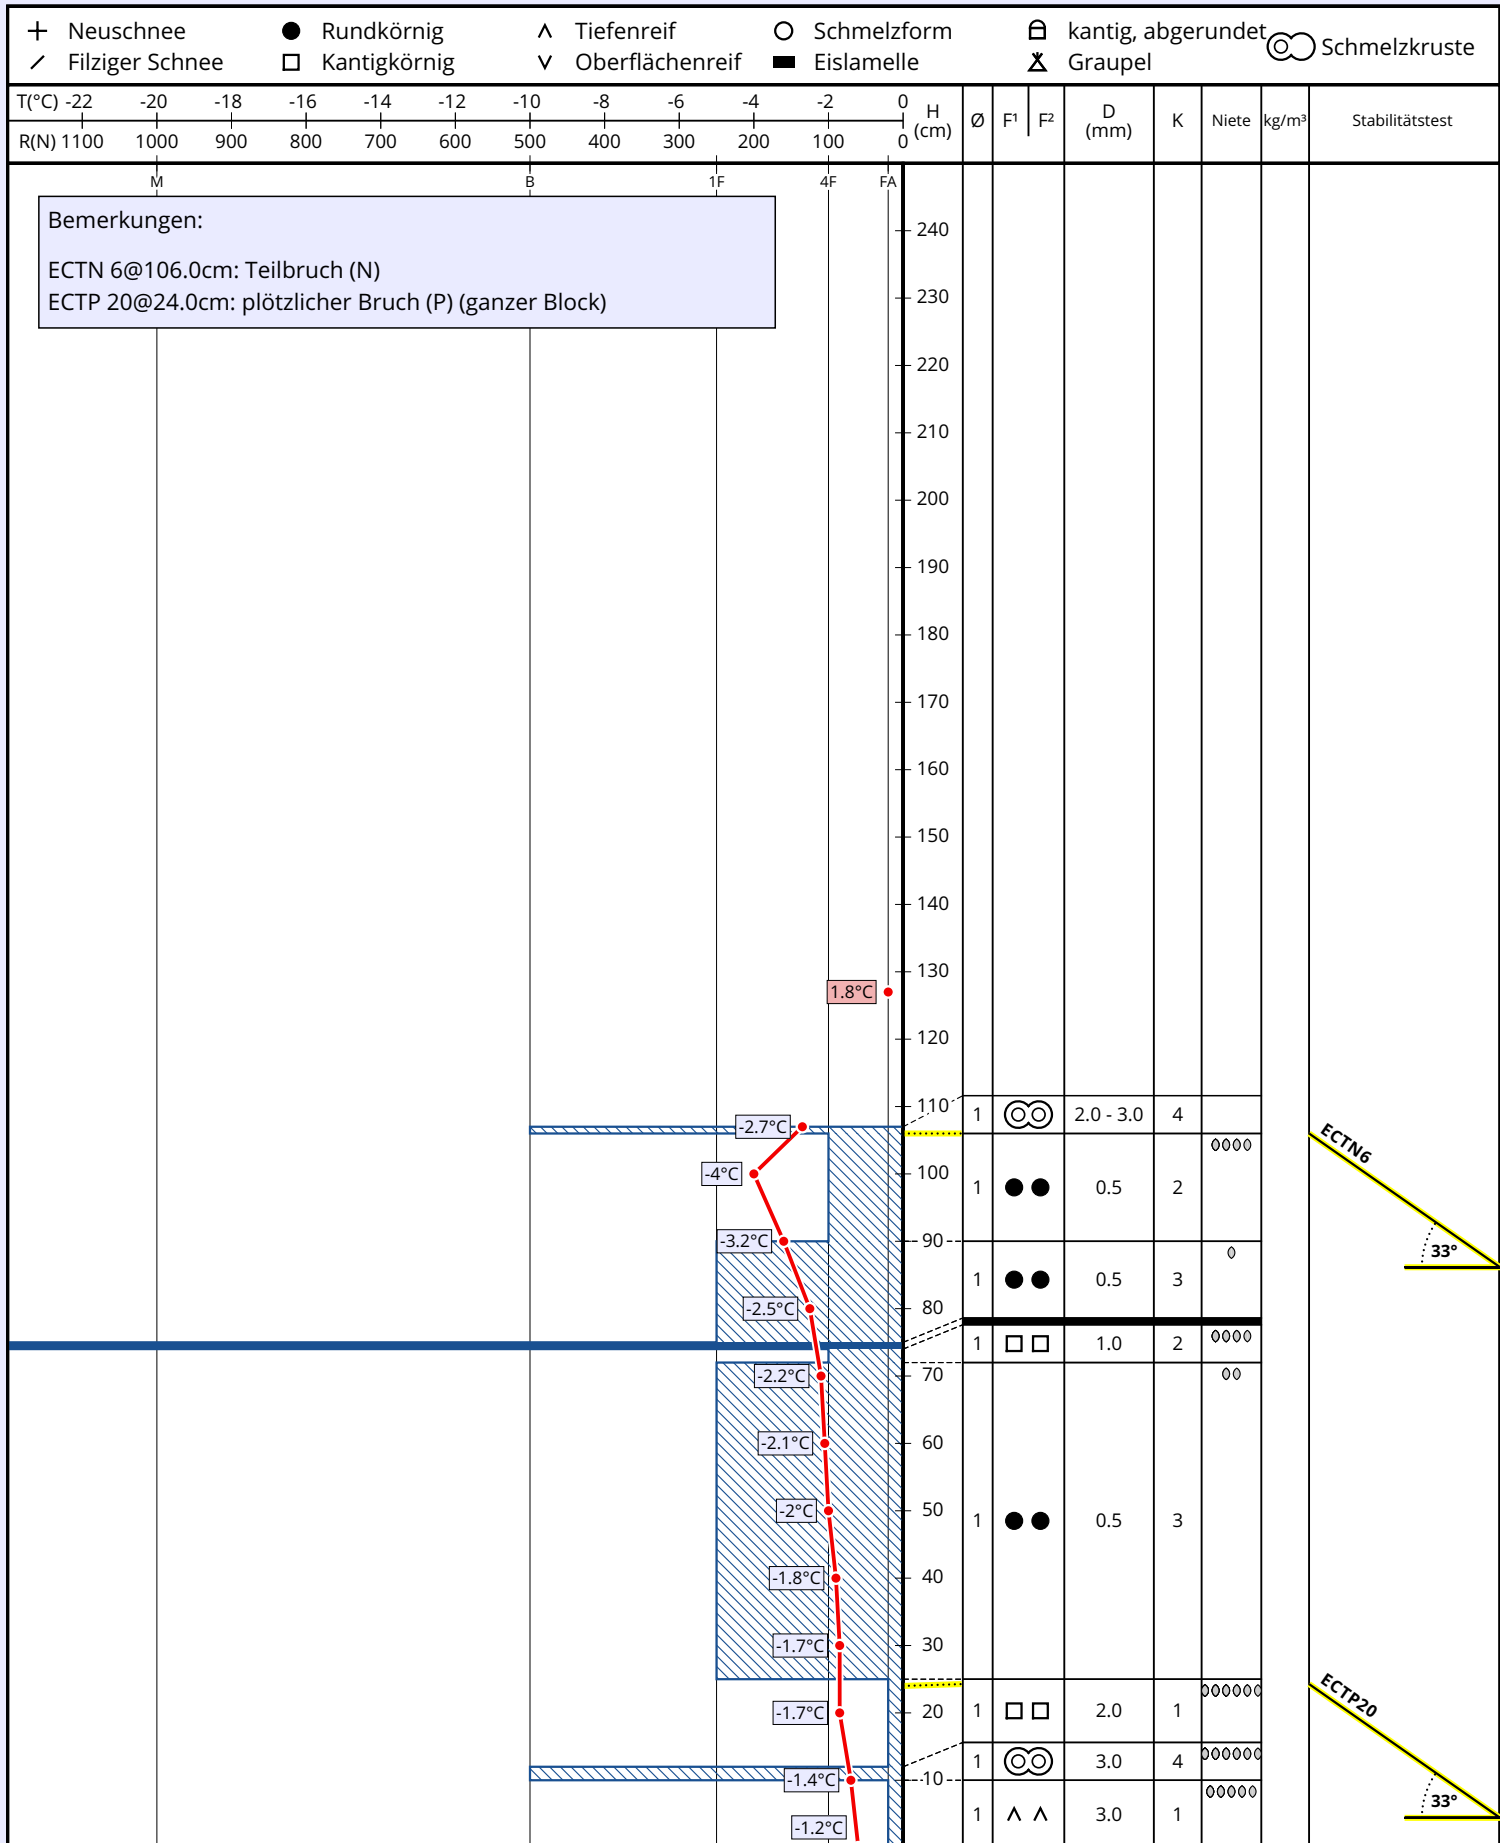 Neuschnee Rundkörnig Tiefenreif Schmelzform kantig, abgerundet Schmelzkruste
Filziger Schnee Kantigkörnig Oberflächenreif Eislamelle Graupel
T(°C) -22 -20 -18 -16 -14 -12 -10 -8 -6 -4 -2 0
R(N) 1100 1000 900 800 700 600 500 400 300 200 100 0
H (cm) Ø F¹ F² D (mm) K Niete kg/m³ Stabilitätstest
M B 1F 4F FA
Bemerkungen:
ECTN 6@106.0cm: Teilbruch (N)
ECTP 20@24.0cm: plötzlicher Bruch (P) (ganzer Block)
240
230
220
210
200
190
180
170
160
150
140
130
1.8°C
120
110
1 2.0 - 3.0 4
-2.7°C
ECTN6
-4°C 100
1 0.5 2
-3.2°C 90
33°
1 0.5 3
-2.5°C 80
1 1.0 2
-2.2°C 70
-2.1°C 60
-2°C 50
1 0.5 3
-1.8°C 40
-1.7°C 30
ECTP20
-1.7°C 20
1 2.0 1
1 3.0 4
-1.4°C 10
33°
1 3.0 1
-1.2°C